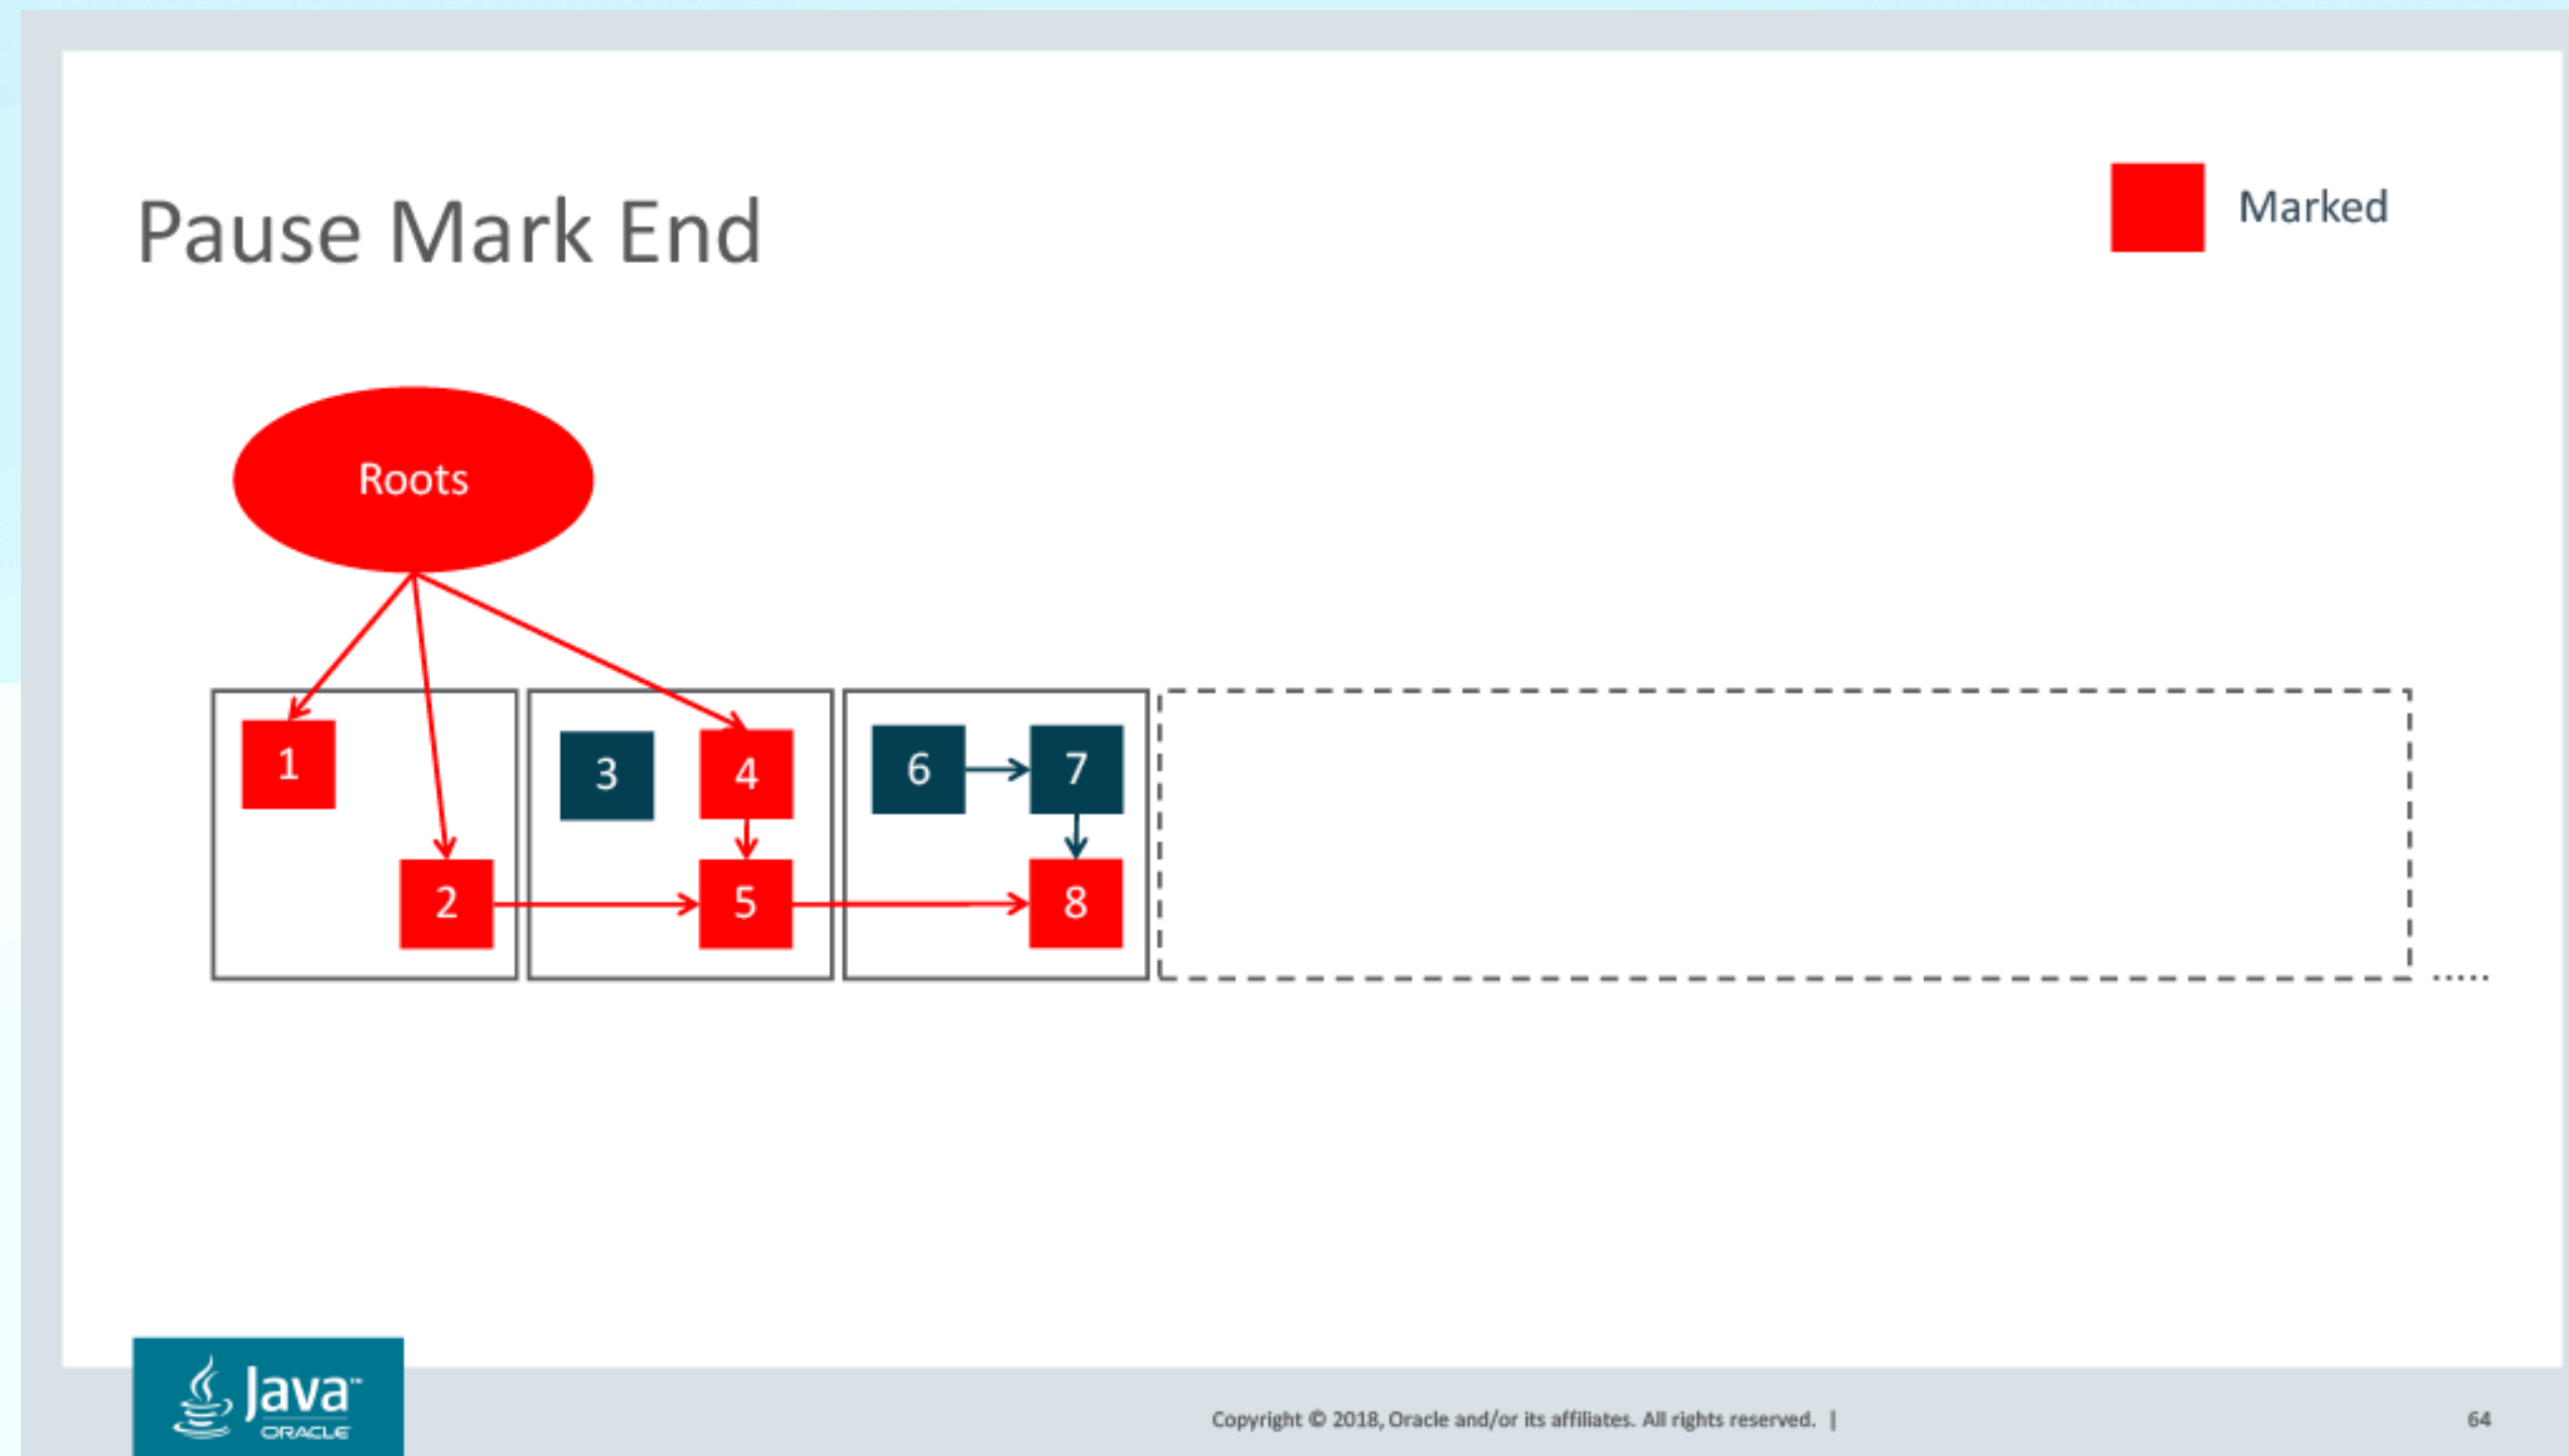 Pause Mark End
Marked
Roots
1
3
4
6
7
2
5
8
Java™
ORACLE
Copyright © 2018, Oracle and/or its affiliates. All rights reserved. |
64